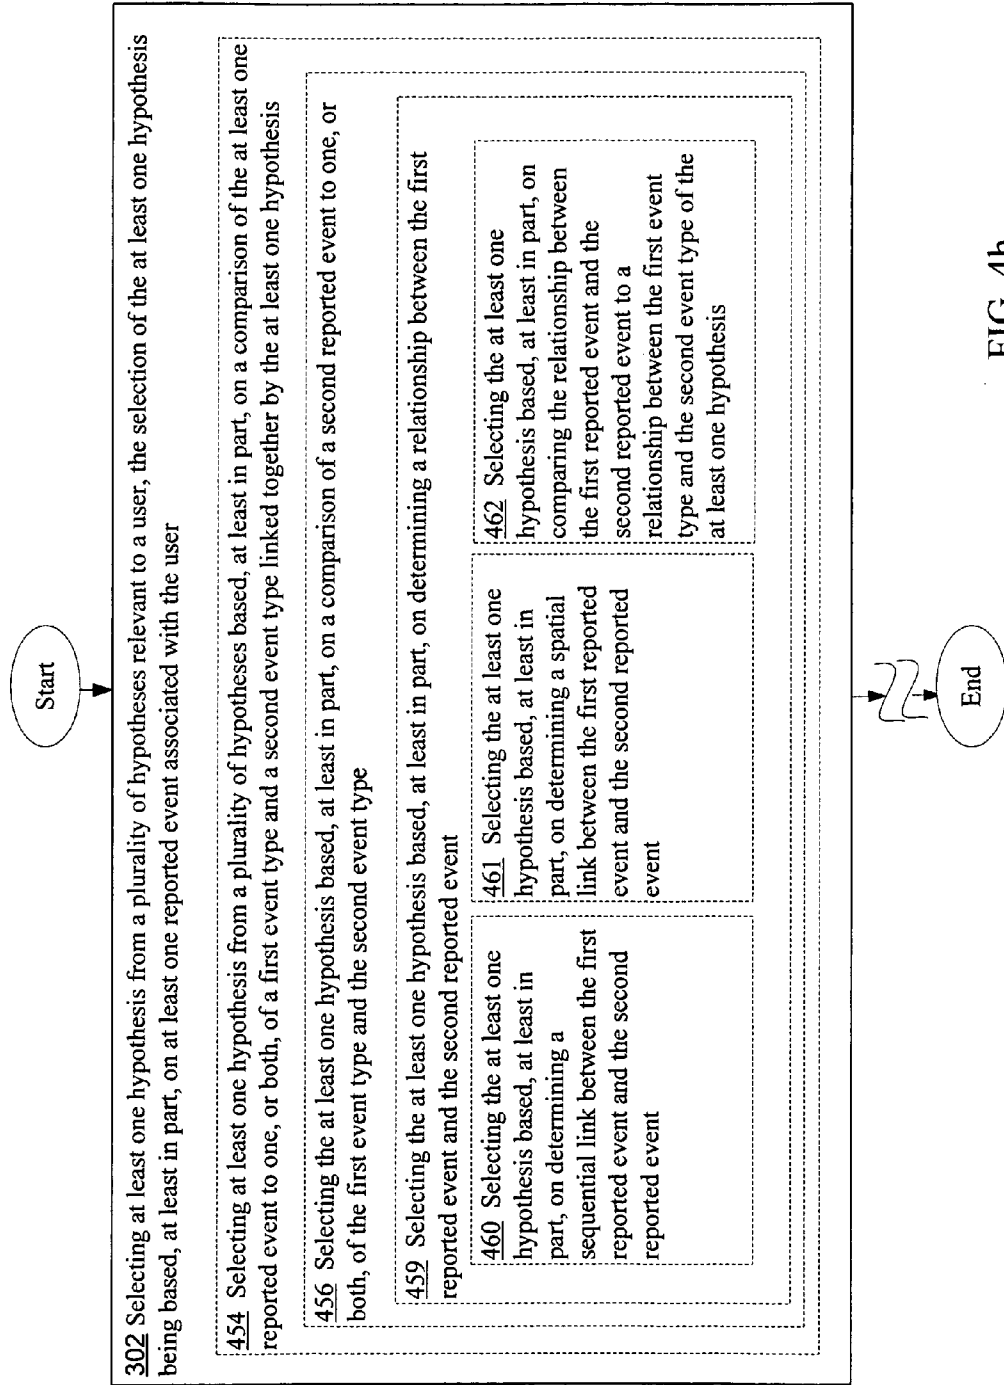 Start
302 Selecting at least one hypothesis from a plurality of hypotheses relevant to a user, the selection of the at least one hypothesis
being based, at least in part, on at least one reported event associated with the user
454 Selecting at least one hypothesis from a plurality of hypotheses based, at least in part, on a comparison of the at least one
reported event to one, or both, of a first event type and a second event type linked together by the at least one hypothesis
456 Selecting the at least one hypothesis based, at least in part, on a comparison of a second reported event to one, or
both, of the first event type and the second event type
459 Selecting the at least one hypothesis based, at least in part, on determining a relationship between the first
reported event and the second reported event
460 Selecting the at least one
hypothesis based, at least in
part, on determining a
sequential link between the first
reported event and the second
reported event
461 Selecting the at least one
hypothesis based, at least in
part, on determining a spatial
link between the first reported
event and the second reported
event
462 Selecting the at least one
hypothesis based, at least in part, on
comparing the relationship between
the first reported event and the
second reported event to a
relationship between the first event
type and the second event type of the
at least one hypothesis
End
FIG. 4h